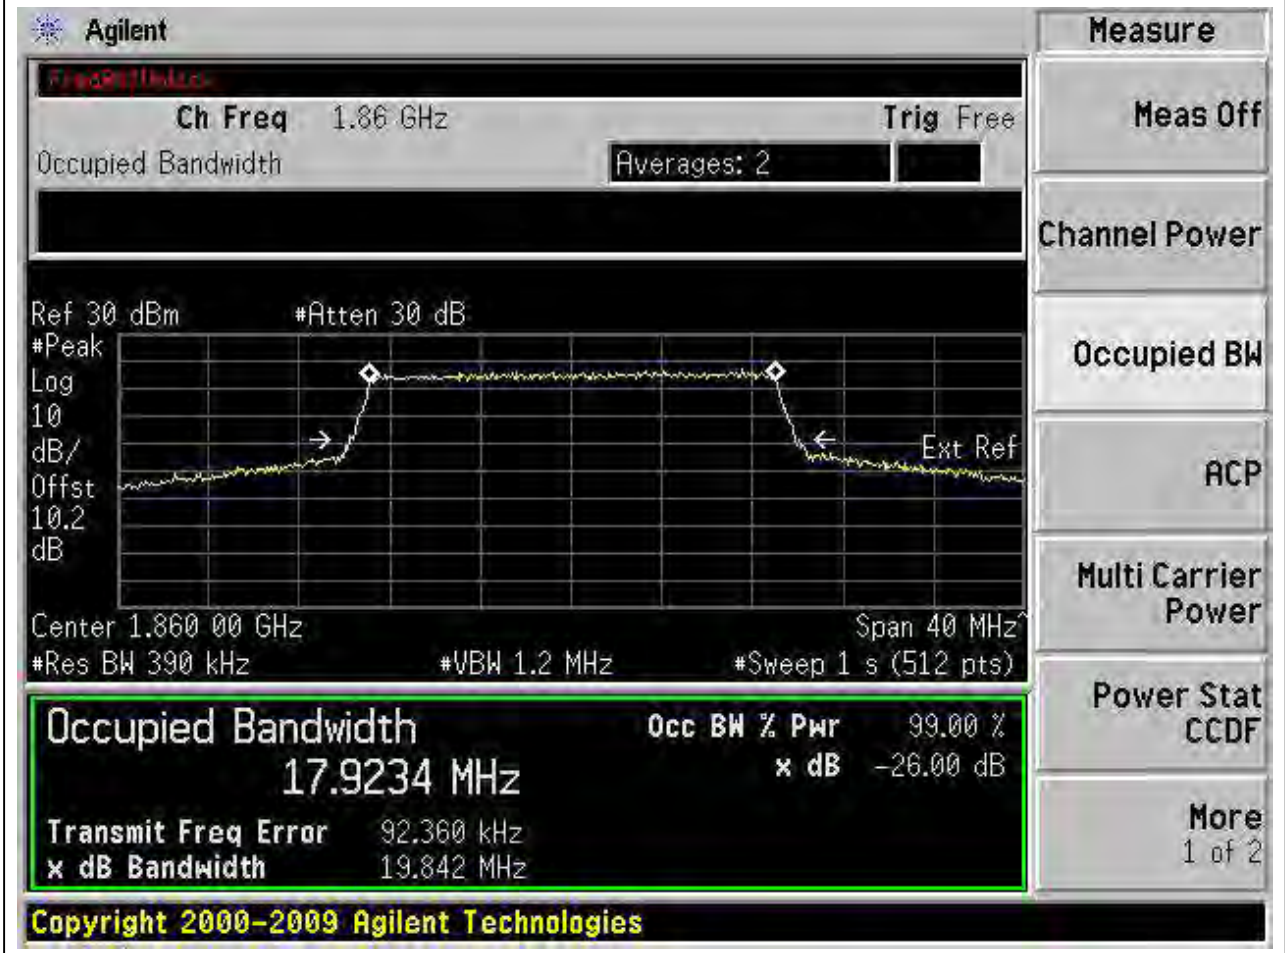 Agilent
Measure
Ch Freq 1.86 GHz Trig Free
Occupied Bandwidth Averages: 2
Meas Off
Channel Power
Occupied BW
ACP
Multi Carrier
Power
Power Stat
CCDF
More
1 of 2
Ref 30 dBm #Atten 30 dB
#Peak
Log
10
dB/
Offst
10.2
dB
Ext Ref
Center 1.860 00 GHz Span 40 MHz^
#Res BW 390 kHz #VBW 1.2 MHz #Sweep 1 s (512 pts)
Occupied Bandwidth
17.9234 MHz
Occ BW % Pwr 99.00 %
x dB -26.00 dB
Transmit Freq Error 92.360 kHz
x dB Bandwidth 19.842 MHz
Copyright 2000-2009 Agilent Technologies